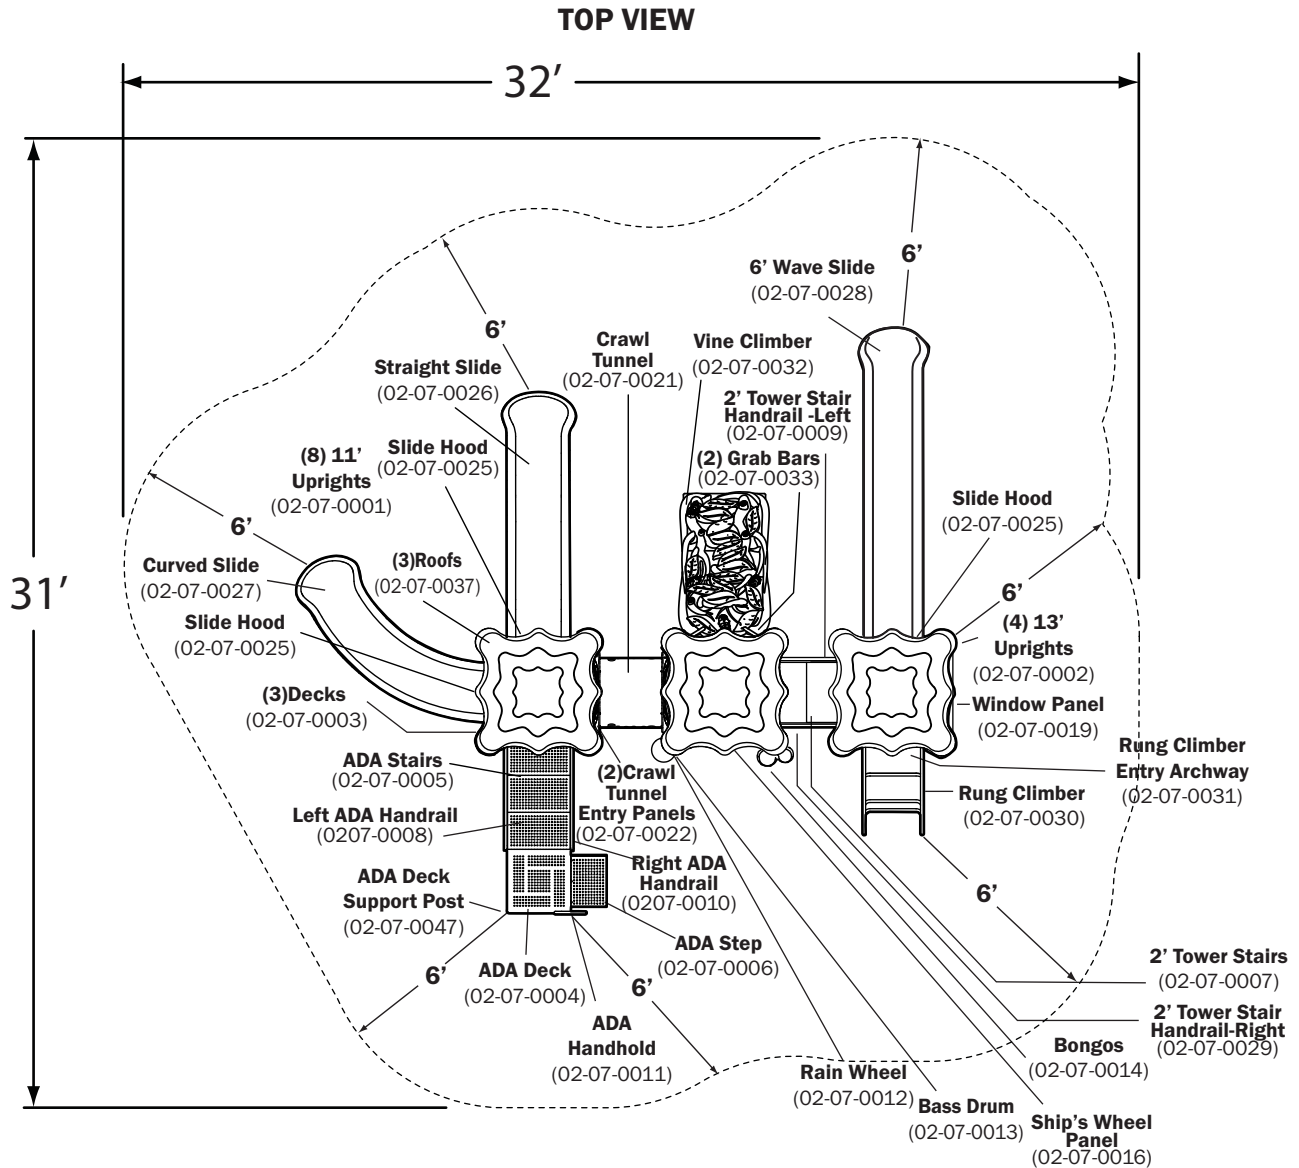 TOP VIEW
32’
31’
6’
6’ Wave Slide
(02-07-0028)
6’
Crawl
Tunnel
(02-07-0021)
Vine Climber
(02-07-0032)
Straight Slide
(02-07-0026)
2’ Tower Stair
Handrail -Left
(02-07-0009)
Slide Hood
(02-07-0025)
(8) 11’
Uprights
(02-07-0001)
(2) Grab Bars
(02-07-0033)
Slide Hood
(02-07-0025)
6’
Curved Slide
(02-07-0027)
(3)Roofs
(02-07-0037)
6’
Slide Hood
(02-07-0025)
(4) 13’
Uprights
(02-07-0002)
(3)Decks
(02-07-0003)
Window Panel
(02-07-0019)
ADA Stairs
(02-07-0005)
(2)Crawl
Tunnel
Entry Panels
(02-07-0022)
Rung Climber
Entry Archway
(02-07-0031)
Rung Climber
(02-07-0030)
Left ADA Handrail
(0207-0008)
Right ADA
Handrail
(0207-0010)
ADA Deck
Support Post
(02-07-0047)
6’
ADA Step
(02-07-0006)
6’
ADA Deck
(02-07-0004)
6’
2’ Tower Stairs
(02-07-0007)
ADA
Handhold
(02-07-0011)
2’ Tower Stair
Handrail-Right
(02-07-0029)
Bongos
(02-07-0014)
Rain Wheel
(02-07-0012)
Bass Drum
(02-07-0013)
Ship’s Wheel
Panel
(02-07-0016)